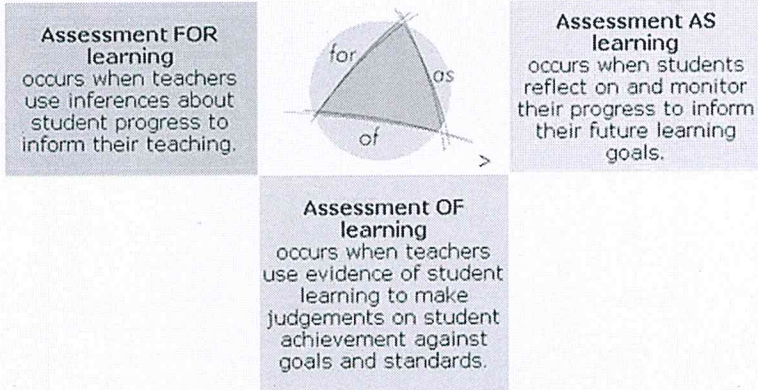 Assessment FOR
learning
occurs when teachers
use inferences about
student progress to
inform their teaching.
for
as
of
>
Assessment AS
learning
occurs when students
reflect on and monitor
their progress to inform
their future learning
goals.
Assessment OF
learning
occurs when teachers
use evidence of student
learning to make
judgements on student
achievement against
goals and standards.